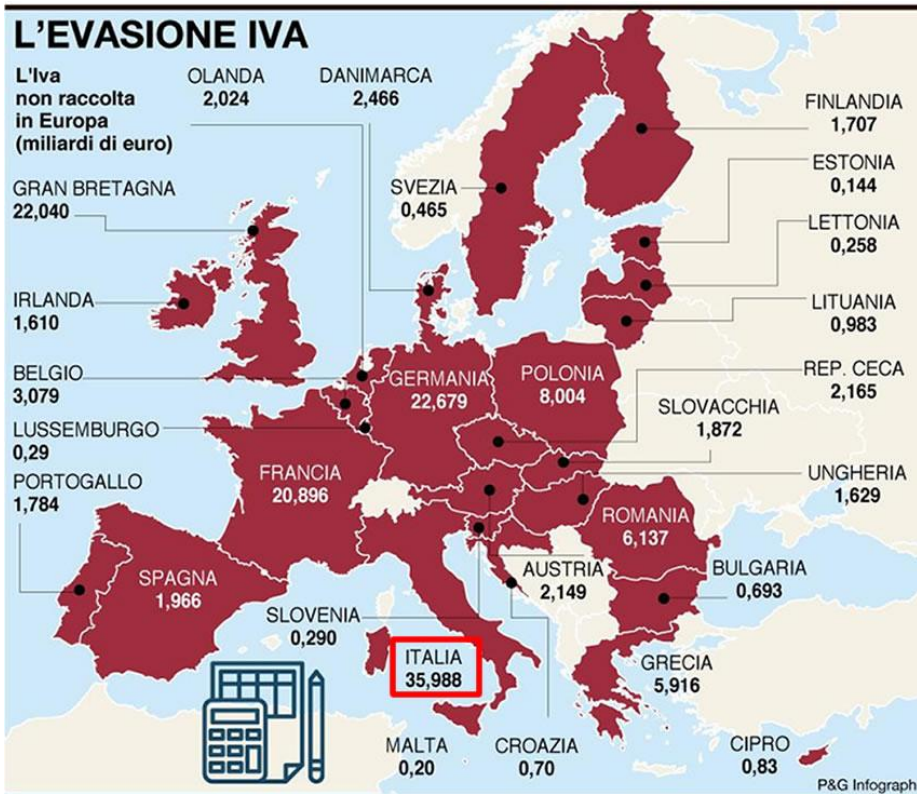 L'EVASIONE IVA
L'Iva
non raccolta
in Europa
(miliardi di euro)
OLANDA
2,024
DANIMARCA
2,466
FINLANDIA
1,707
ESTONIA
0,144
GRAN BRETAGNA
22,040
SVEZIA
0,465
LETTONIA
0,258
IRLANDA
1,610
LITUANIA
0,983
BELGIO
3,079
GERMANIA
22,679
POLONIA
8,004
REP. CECA
2,165
SLOVACCHIA
1,872
LUSSEMBURGO
0,29
FRANCIA
20,896
UNGHERIA
1,629
PORTOGALLO
1,784
ROMANIA
6,137
SPAGNA
1,966
AUSTRIA
2,149
BULGARIA
0,693
SLOVENIA
0,290
ITALIA
35,988
GRECIA
5,916
MALTA
0,20
CROAZIA
0,70
CIPRO
0,83
P&G Infograph